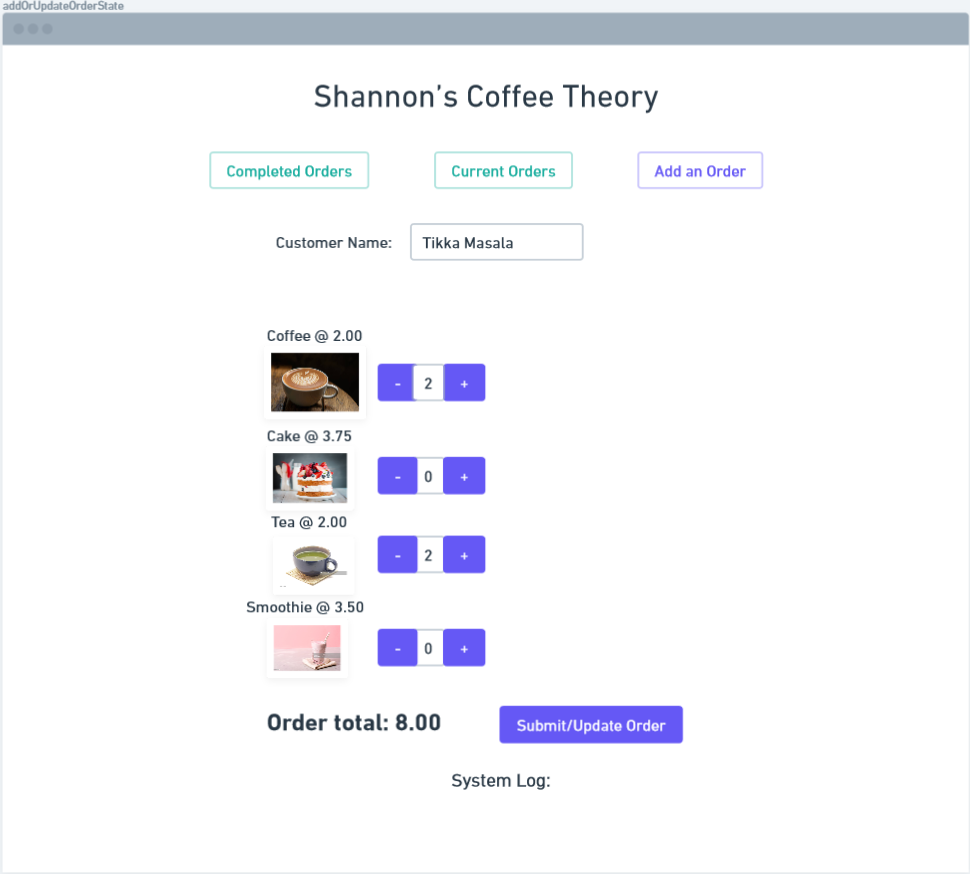 addOrUpdateOrderState
Shannon’s Coffee Theory
Completed Orders
Current Orders
Add an Order
Customer Name:
Tikka Masala
Coffee @ 2.00
- 2 +
Cake @ 3.75
- 0 +
Tea @ 2.00
- 2 +
Smoothie @ 3.50
- 0 +
Order total: 8.00
Submit/Update Order
System Log: